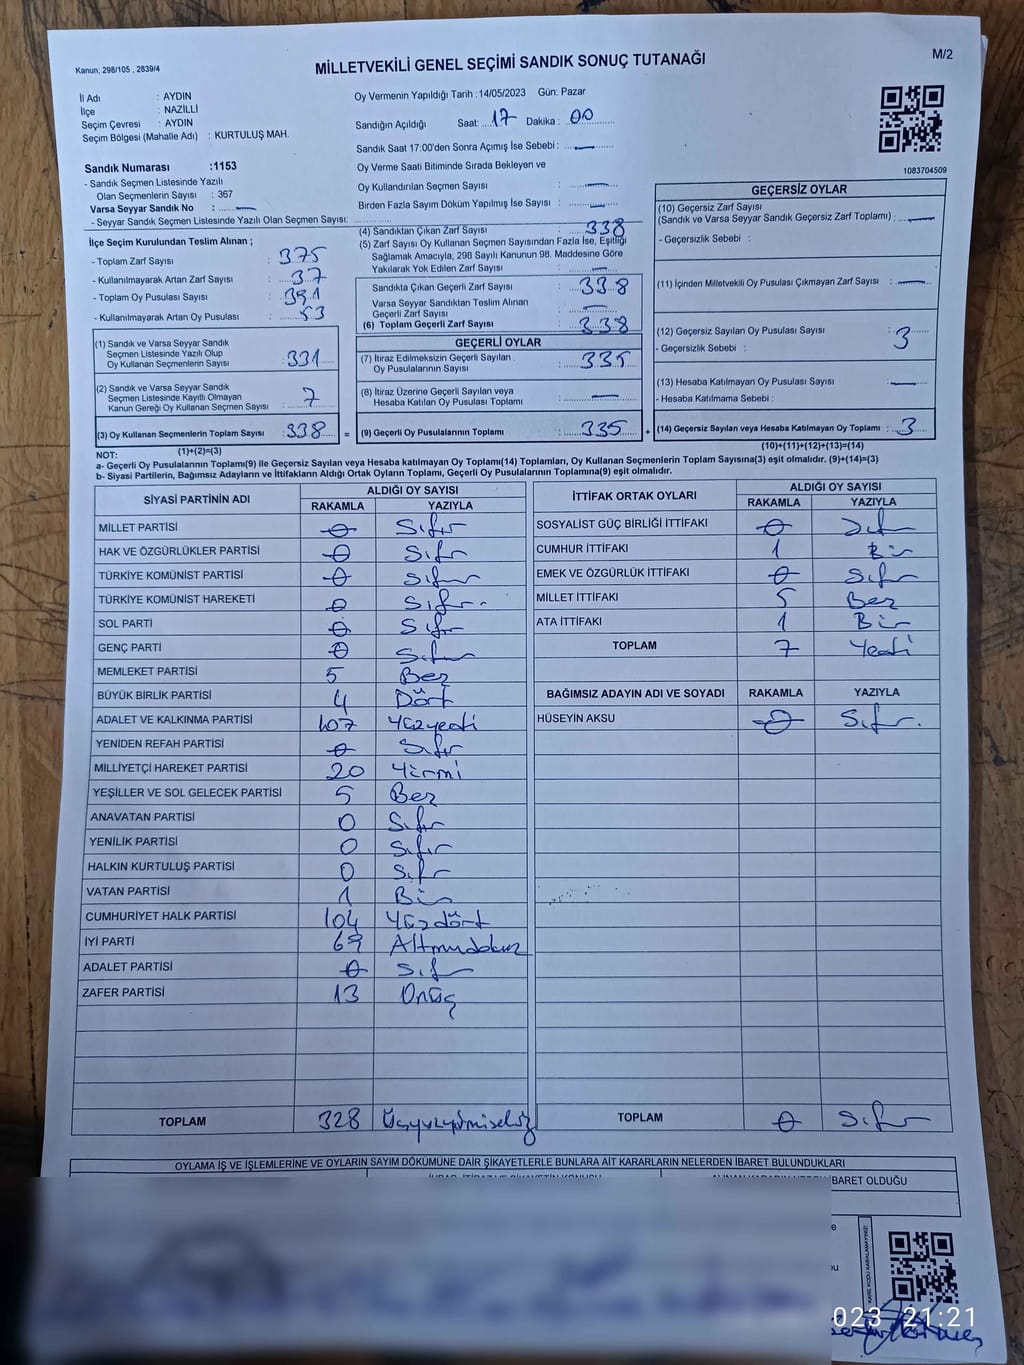 Kanun; 298/105 , 2839/4
MİLLETVEKİLİ GENEL SEÇİMİ SANDIK SONUÇ TUTANAĞI
M/2
İl Adı : AYDIN
İlçe : NAZİLLİ
Seçim Çevresi : AYDIN
Seçim Bölgesi (Mahalle Adı) : KURTULUŞ MAH.
Oy Vermenin Yapıldığı Tarih :14/05/2023 Gün: Pazar
Sandığın Açıldığı Saat: 17 Dakika : 00
Sandık Saat 17:00'den Sonra Açımış İse Sebebi : —
Oy Verme Saati Bitiminde Sırada Bekleyen ve
Oy Kullandırılan Seçmen Sayısı : —
Birden Fazla Sayım Döküm Yapılmış İse Sayısı : —
1083704509
Sandık Numarası :1153
- Sandık Seçmen Listesinde Yazılı
Olan Seçmenlerin Sayısı : 367
Varsa Seyyar Sandık No : —
- Seyyar Sandık Seçmen Listesinde Yazılı Olan Seçmen Sayısı:
İlçe Seçim Kurulundan Teslim Alınan ;
- Toplam Zarf Sayısı : 375
- Kullanılmayarak Artan Zarf Sayısı : 37
- Toplam Oy Pusulası Sayısı : 391
- Kullanılmayarak Artan Oy Pusulası : 53
(1) Sandık ve Varsa Seyyar Sandık
Seçmen Listesinde Yazılı Olup
Oy Kullanan Seçmenlerin Sayısı : 331
(2) Sandık ve Varsa Seyyar Sandık
Seçmen Listesinde Kayıtlı Olmayan
Kanun Gereği Oy Kullanan Seçmen Sayısı : 7
(3) Oy Kullanan Seçmenlerin Toplam Sayısı : 338 =
(1)+(2)=(3)
(4) Sandıktan Çıkan Zarf Sayısı : 338
(5) Zarf Sayısı Oy Kullanan Seçmen Sayısından Fazla İse, Eşitliği
Sağlamak Amacıyla, 298 Sayılı Kanunun 98. Maddesine Göre
Yakılarak Yok Edilen Zarf Sayısı : —
Sandıkta Çıkan Geçerli Zarf Sayısı : 338
Varsa Seyyar Sandıktan Teslim Alınan
Geçerli Zarf Sayısı : —
(6) Toplam Geçerli Zarf Sayısı : 338
GEÇERLİ OYLAR
(7) İtiraz Edilmeksizin Geçerli Sayılan
Oy Pusulalarının Sayısı : 335
(8) İtiraz Üzerine Geçerli Sayılan veya
Hesaba Katılan Oy Pusulası Toplamı : —
(9) Geçerli Oy Pusulalarının Toplamı : 335 +
GEÇERSİZ OYLAR
(10) Geçersiz Zarf Sayısı
(Sandık ve Varsa Seyyar Sandık Geçersiz Zarf Toplamı) : —
- Geçersizlik Sebebi :
(11) İçinden Milletvekili Oy Pusulası Çıkmayan Zarf Sayısı : —
(12) Geçersiz Sayılan Oy Pusulası Sayısı : 3
- Geçersizlik Sebebi :
(13) Hesaba Katılmayan Oy Pusulası Sayısı : —
- Hesaba Katılmama Sebebi :
(14) Geçersiz Sayılan veya Hesaba Katılmayan Oy Toplamı : 3
(10)+(11)+(12)+(13)=(14)
NOT:
a- Geçerli Oy Pusulalarının Toplamı(9) ile Geçersiz Sayılan veya Hesaba katılmayan Oy Toplamı(14) Toplamları, Oy Kullanan Seçmenlerin Toplam Sayısına(3) eşit olmalıdır. (9)+(14)=(3)
b- Siyasi Partilerin, Bağımsız Adayların ve İttifakların Aldığı Ortak Oyların Toplamı, Geçerli Oy Pusulalarının Toplamına(9) eşit olmalıdır.
SİYASİ PARTİNİN ADI ALDIĞI OY SAYISI
RAKAMLA YAZIYLA
MİLLET PARTİSİ 0 Sıfır
HAK VE ÖZGÜRLÜKLER PARTİSİ 0 Sıfır
TÜRKİYE KOMÜNİST PARTİSİ 0 Sıfır
TÜRKİYE KOMÜNİST HAREKETİ 0 Sıfır.
SOL PARTİ 0 Sıfır
GENÇ PARTİ 0 Sıfır
MEMLEKET PARTİSİ 5 Beş
BÜYÜK BİRLİK PARTİSİ 4 Dört
ADALET VE KALKINMA PARTİSİ 107 Yüzyedi
YENİDEN REFAH PARTİSİ 0 Sıfır
MİLLİYETÇİ HAREKET PARTİSİ 20 Yirmi
YEŞİLLER VE SOL GELECEK PARTİSİ 5 Beş
ANAVATAN PARTİSİ 0 Sıfır
YENİLİK PARTİSİ 0 Sıfır
HALKIN KURTULUŞ PARTİSİ 0 Sıfır
VATAN PARTİSİ 1 Bir
CUMHURİYET HALK PARTİSİ 104 Yüzdört
İYİ PARTİ 69 Altmışdokuz
ADALET PARTİSİ 0 Sıfır
ZAFER PARTİSİ 13 Onüç
TOPLAM 328 Üçyüzyirmisekiz
İTTİFAK ORTAK OYLARI ALDIĞI OY SAYISI
RAKAMLA YAZIYLA
SOSYALİST GÜÇ BİRLİĞİ İTTİFAKI 0 Sıfır
CUMHUR İTTİFAKI 1 Bir
EMEK VE ÖZGÜRLÜK İTTİFAKI 0 Sıfır
MİLLET İTTİFAKI 5 Beş
ATA İTTİFAKI 1 Bir
TOPLAM 7 Yedi
BAĞIMSIZ ADAYIN ADI VE SOYADI RAKAMLA YAZIYLA
HÜSEYİN AKSU 0 Sıfır.
TOPLAM 0 Sıfır
OYLAMA İŞ VE İŞLEMLERİNE VE OYLARIN SAYIM DÖKÜMÜNE DAİR ŞİKAYETLERLE BUNLARA AİT KARARLARIN NELERDEN İBARET BULUNDUKLARI
İBARET OLDUĞU
023 21:21